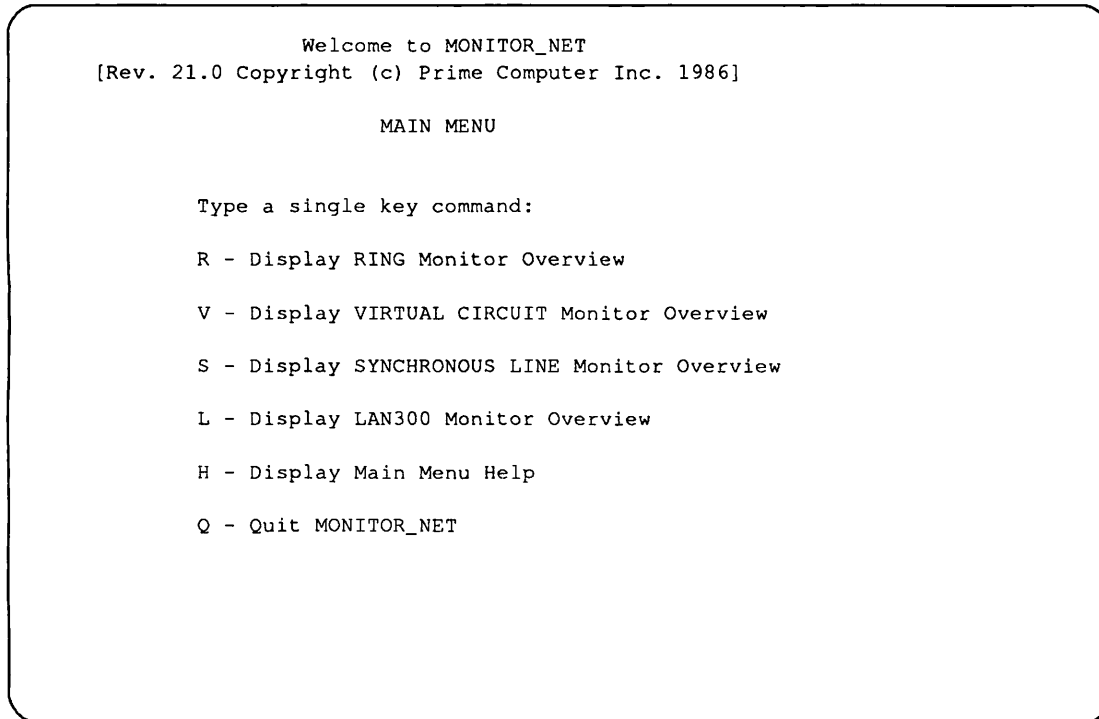 Welcome to MONITOR_NET
[Rev. 21.0 Copyright (c) Prime Computer Inc. 1986]
MAIN MENU
Type a single key command:
R - Display RING Monitor Overview
V - Display VIRTUAL CIRCUIT Monitor Overview
S - Display SYNCHRONOUS LINE Monitor Overview
L - Display LAN300 Monitor Overview
H - Display Main Menu Help
Q - Quit MONITOR_NET